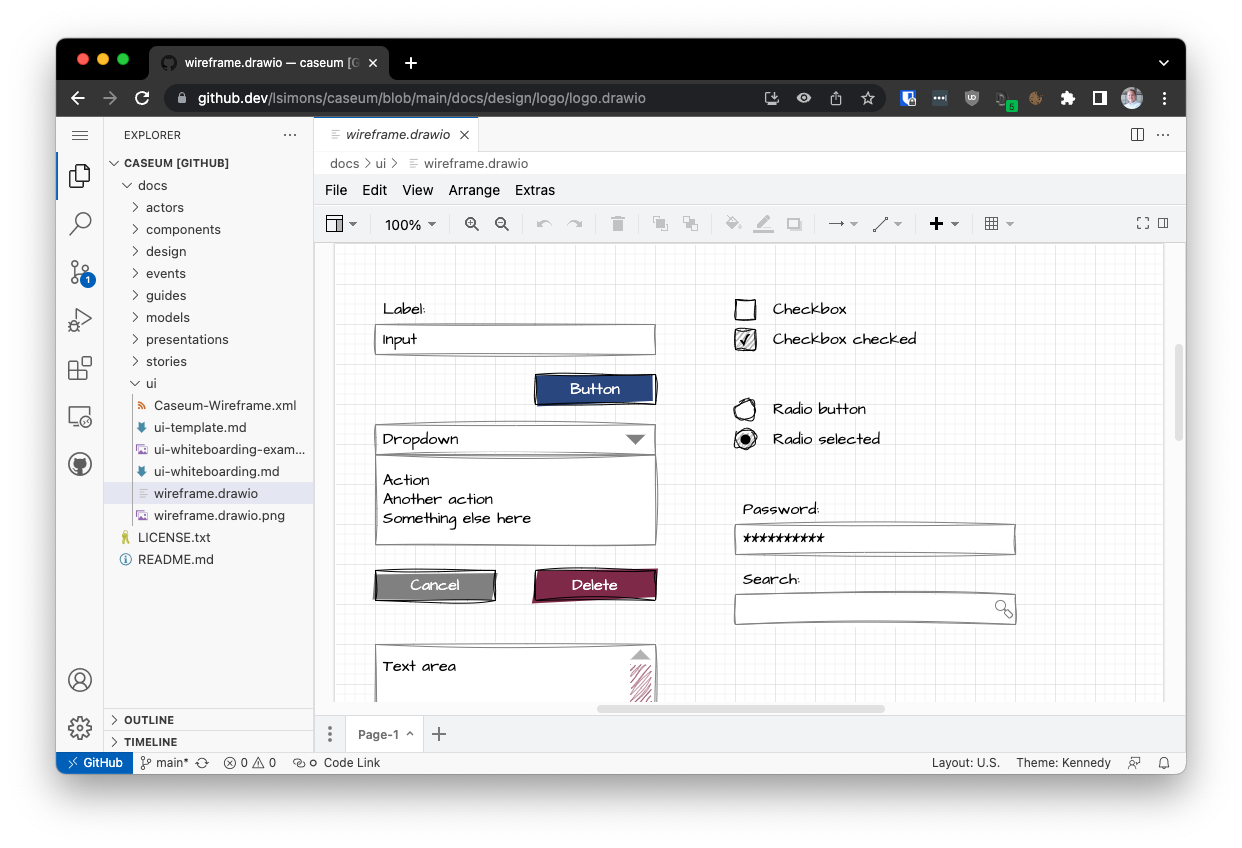 wireframe.drawio — caseum [G
github.dev/lsimons/caseum/blob/main/docs/design/logo/logo.drawio
5
EXPLORER
wireframe.drawio
CASEUM [GITHUB]
docs
actors
components
design
events
guides
models
presentations
stories
ui
Caseum-Wireframe.xml
ui-template.md
ui-whiteboarding-exam...
ui-whiteboarding.md
wireframe.drawio
wireframe.drawio.png
LICENSE.txt
README.md
1
OUTLINE
TIMELINE
docs > ui > wireframe.drawio
File Edit View Arrange Extras
100%
Label:
Input
Button
Dropdown
Action
Another action
Something else here
Cancel Delete
Text area
Checkbox
Checkbox checked
Radio button
Radio selected
Password:
**********
Search:
Page-1
GitHub main* 0 0 Code Link Layout: U.S. Theme: Kennedy